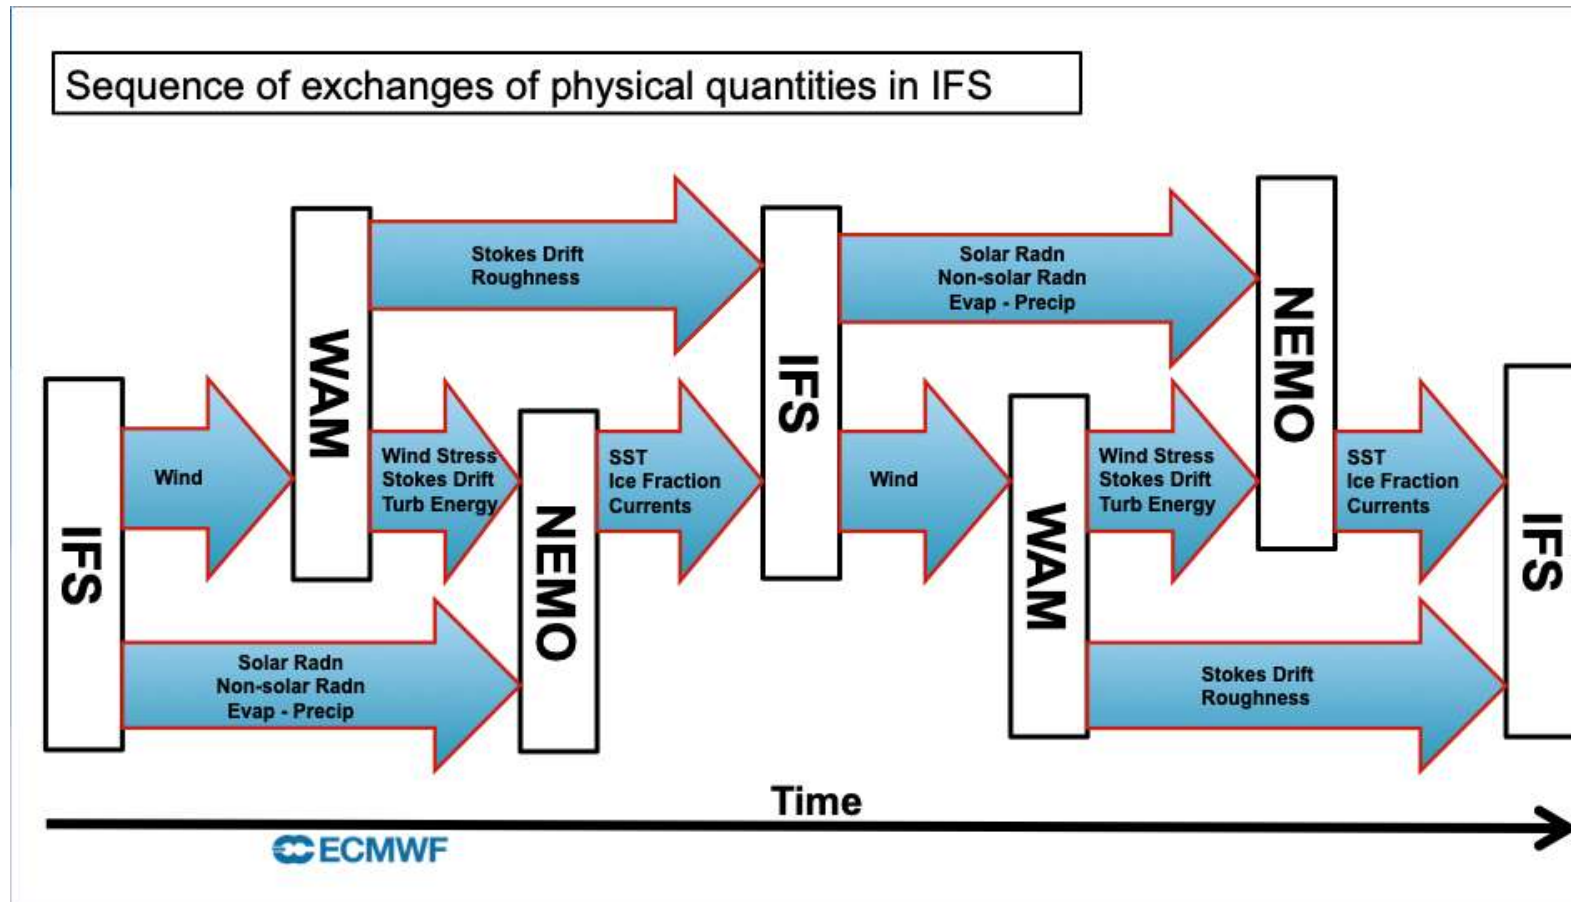 Sequence of exchanges of physical quantities in IFS
IFS
Wind
Solar Radn
Non-solar Radn
Evap - Precip
WAM
Stokes Drift
Roughness
Wind Stress
Stokes Drift
Turb Energy
NEMO
SST
Ice Fraction
Currents
IFS
Solar Radn
Non-solar Radn
Evap - Precip
Wind
WAM
Wind Stress
Stokes Drift
Turb Energy
Stokes Drift
Roughness
NEMO
SST
Ice Fraction
Currents
IFS
Time
ECMWF